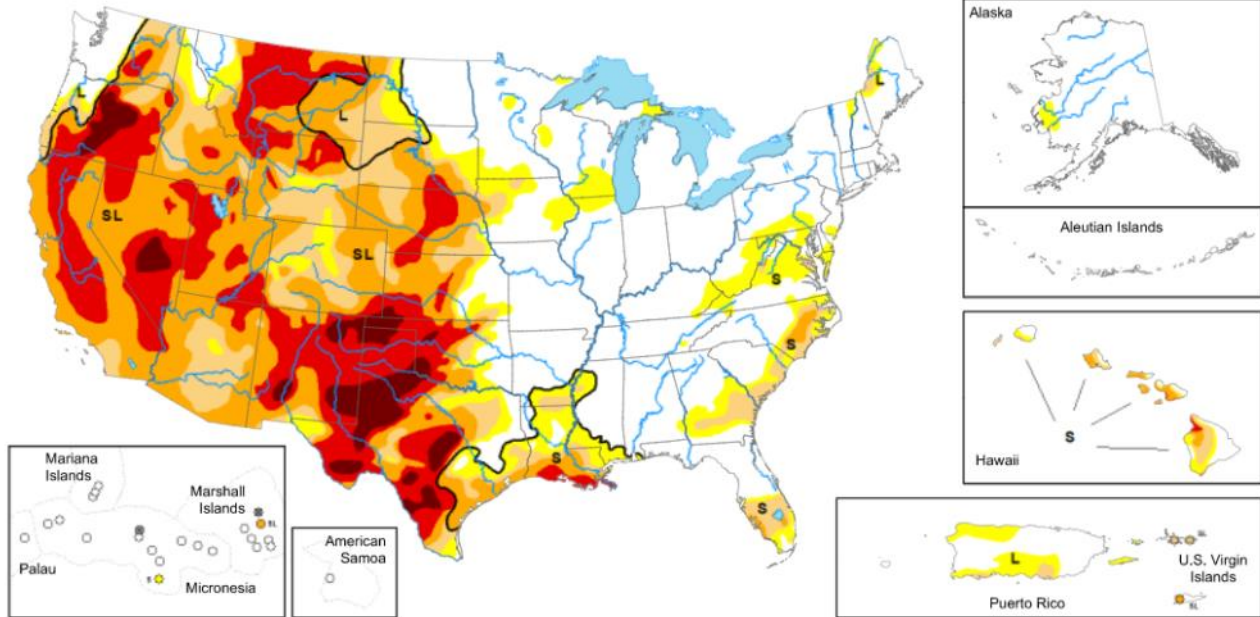 Alaska
L
L
L
SL
SL
S
S
S
S
Aleutian Islands
S
Hawaii
Mariana
Islands
Marshall
Islands
SL
S
Palau
Micronesia
American
Samoa
L
SL
L
U.S. Virgin
Islands
Puerto Rico
SL